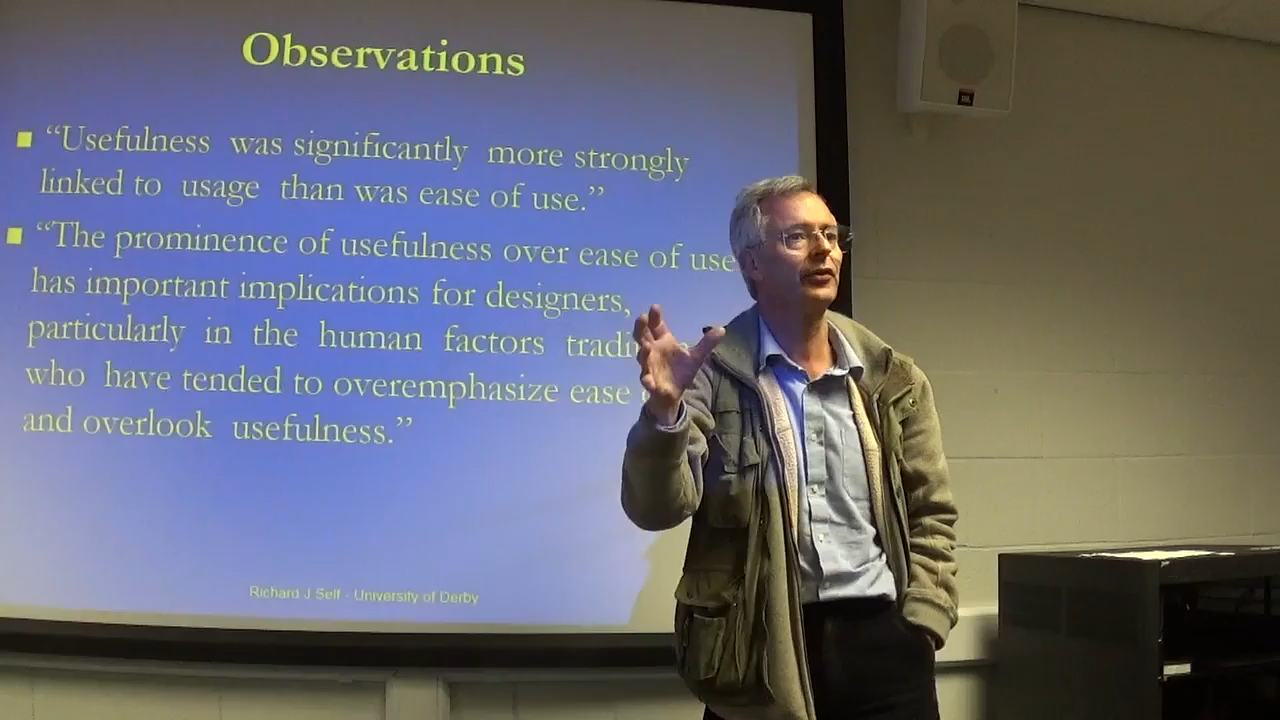 Observations
“Usefulness was significantly more strongly
linked to usage than was ease of use.”
“The prominence of usefulness over ease of use
has important implications for designers,
particularly in the human factors tradi
who have tended to overemphasize ease
and overlook usefulness.”
Richard J Self - University of Derby
JBL